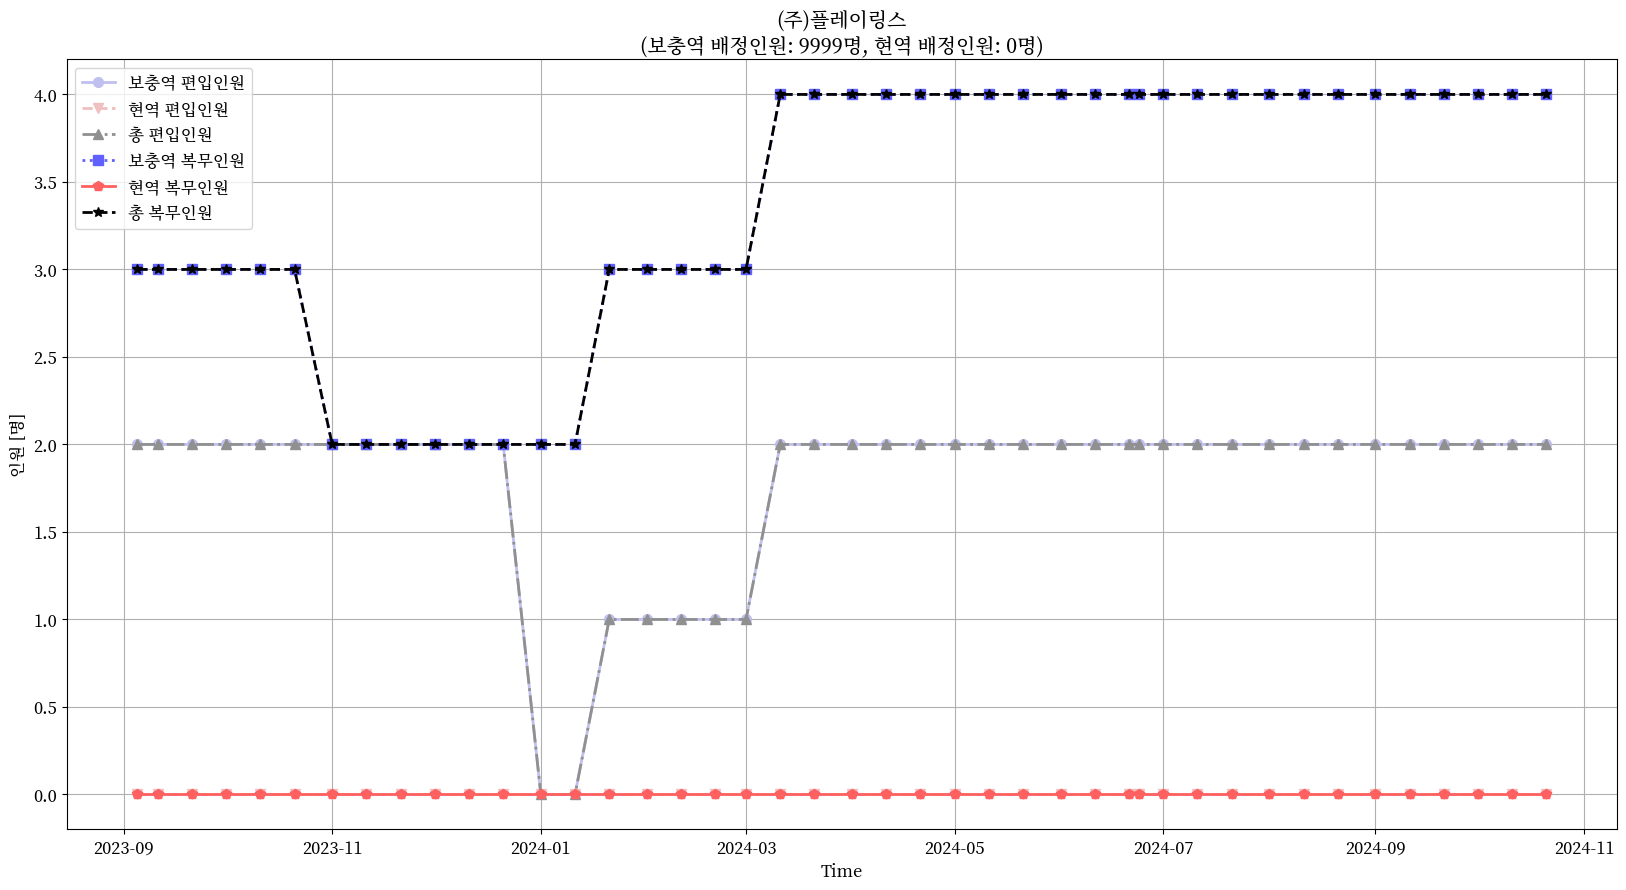 (주)플레이링스
(보충역 배정인원: 9999명, 현역 배정인원: 0명)
보충역 편입인원
현역 편입인원
총 편입인원
보충역 복무인원
현역 복무인원
총 복무인원
인원 [명]
4.0
3.5
3.0
2.5
2.0
1.5
1.0
0.5
0.0
2023-09
2023-11
2024-01
2024-03
2024-05
2024-07
2024-09
2024-11
Time